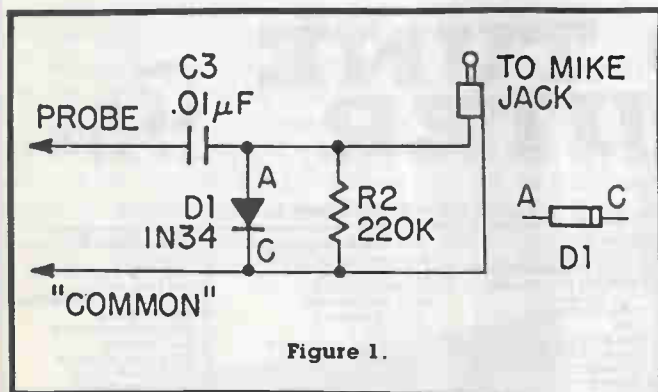 C3
.01µF
PROBE
TO MIKE
JACK
A
D1
1N34
C
R2
220K
A
C
D1
"COMMON"
Figure 1.